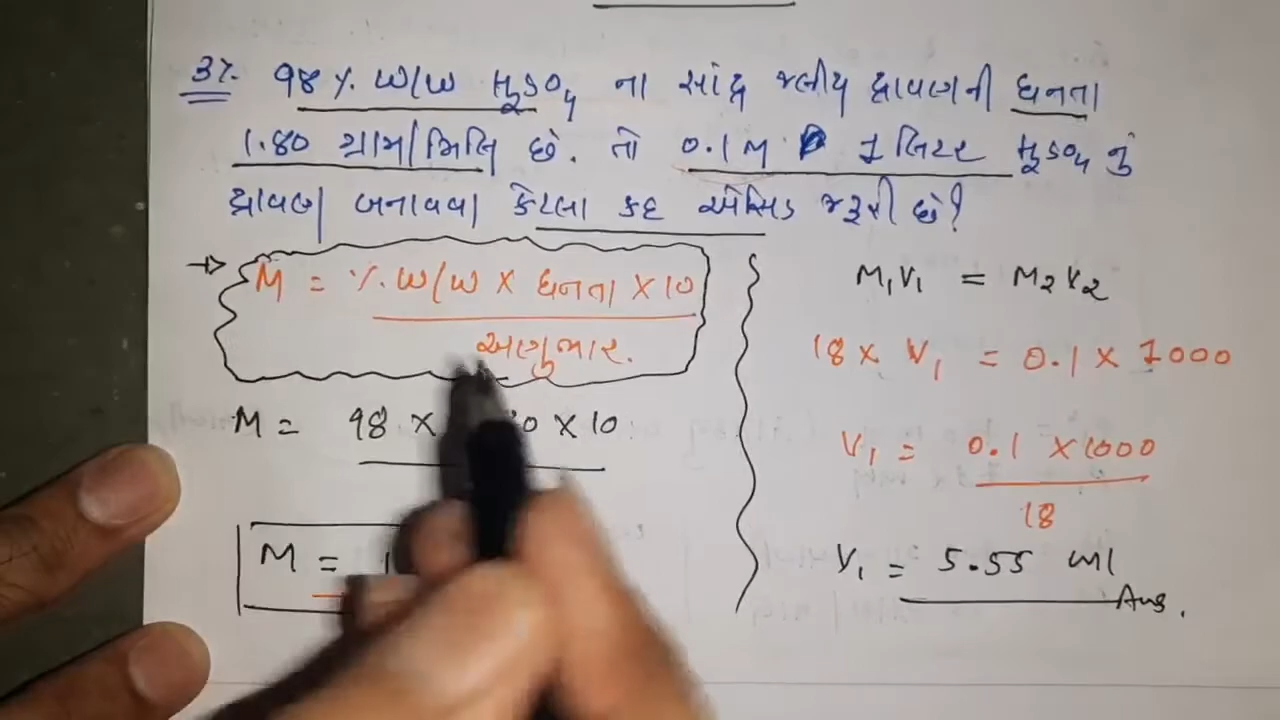 37. 98 % W/W H₂SO₄ ના સાંદ્ર જલીય દ્રાવણની ઘનતા
1.80 ગ્રામ/મિલિ છે. તો 0.1 M 1 લિટર H₂SO₄ નું
દ્રાવણ બનાવવા કેટલા કદ એસિડ જરૂરી છે?
→ M = % W/W × ઘનતા × 10
અણુભાર.
M = 98 × 10
M =
M₁V₁ = M₂V₂
18 × V₁ = 0.1 × 1000
V₁ = 0.1 × 1000
18
V₁ = 5.55 ml
Ans.